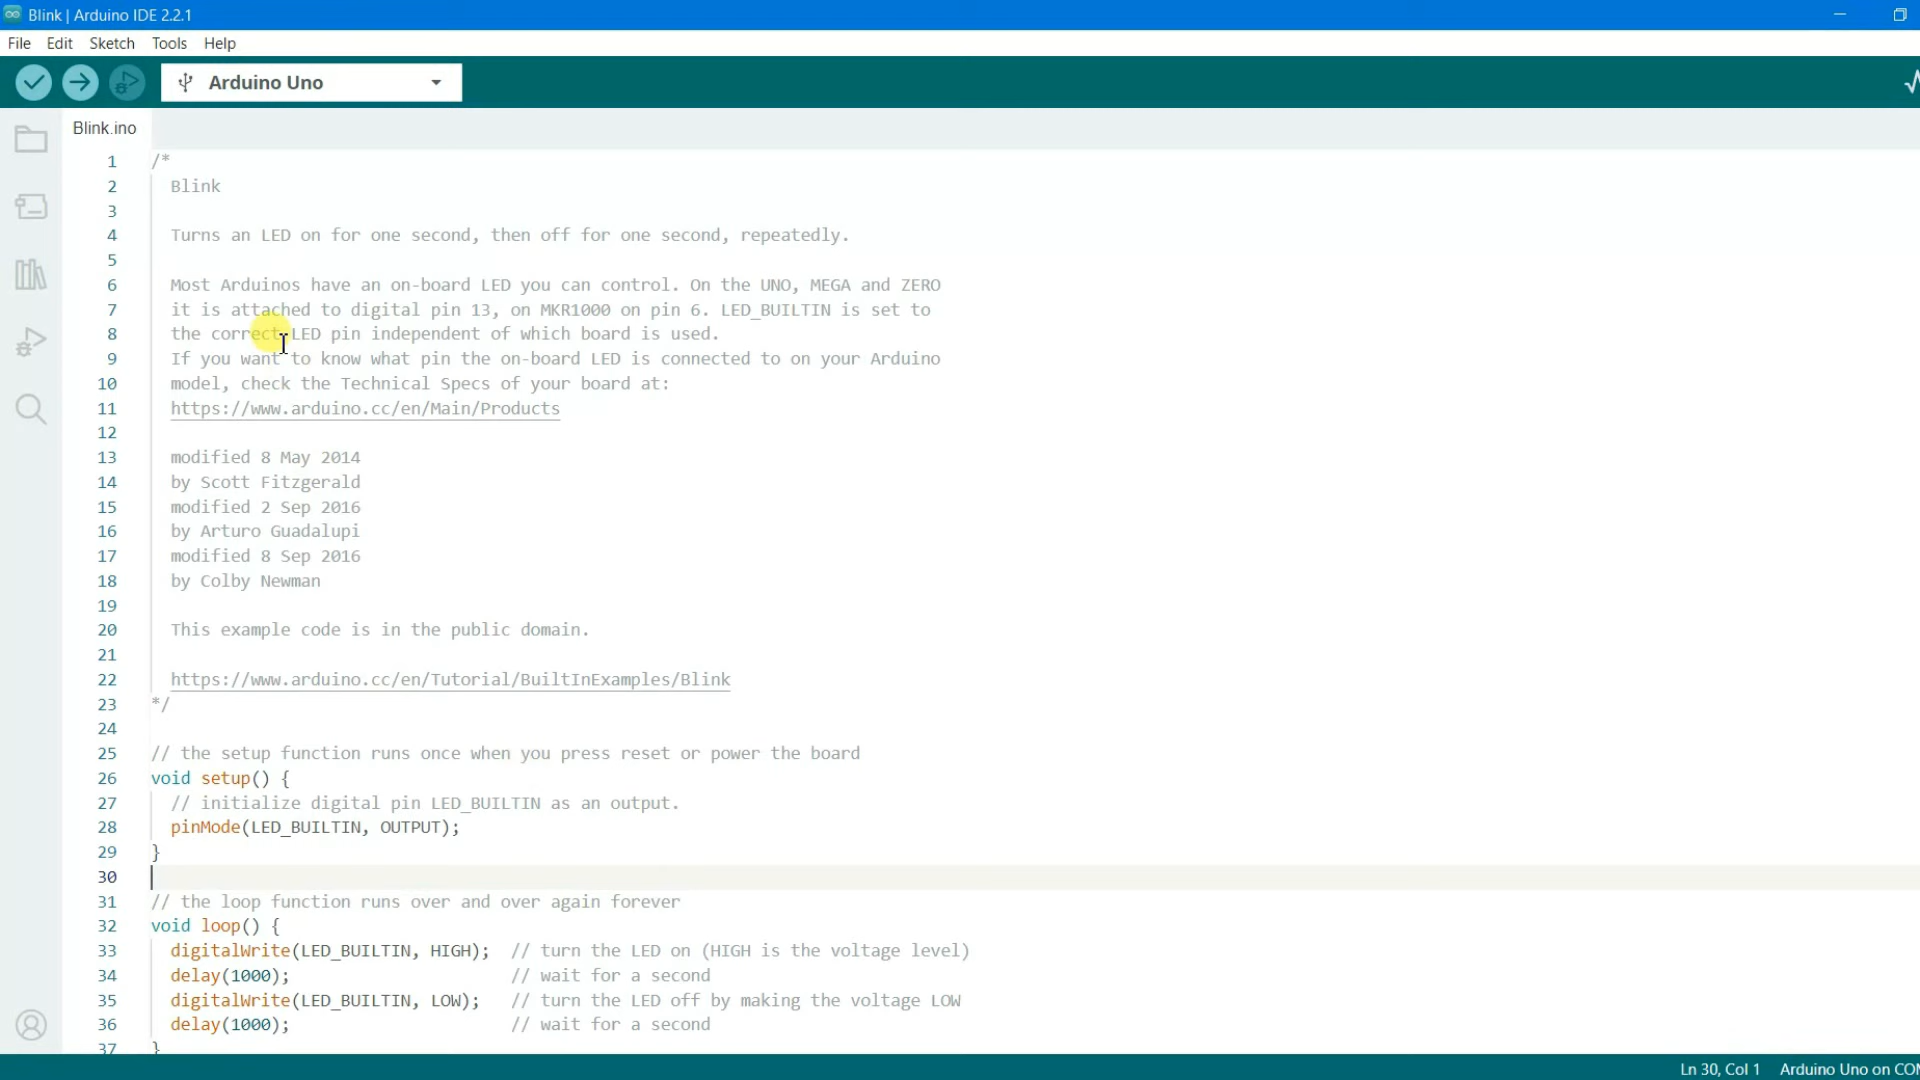 Blink | Arduino IDE 2.2.1
File Edit Sketch Tools Help
Arduino Uno
Blink.ino
1 /*
2 Blink
3
4 Turns an LED on for one second, then off for one second, repeatedly.
5
6 Most Arduinos have an on-board LED you can control. On the UNO, MEGA and ZERO
7 it is attached to digital pin 13, on MKR1000 on pin 6. LED_BUILTIN is set to
8 the correct LED pin independent of which board is used.
9 If you want to know what pin the on-board LED is connected to on your Arduino
10 model, check the Technical Specs of your board at:
11 https://www.arduino.cc/en/Main/Products
12
13 modified 8 May 2014
14 by Scott Fitzgerald
15 modified 2 Sep 2016
16 by Arturo Guadalupi
17 modified 8 Sep 2016
18 by Colby Newman
19
20 This example code is in the public domain.
21
22 https://www.arduino.cc/en/Tutorial/BuiltInExamples/Blink
23 */
24
25 // the setup function runs once when you press reset or power the board
26 void setup() {
27 // initialize digital pin LED_BUILTIN as an output.
28 pinMode(LED_BUILTIN, OUTPUT);
29 }
30
31 // the loop function runs over and over again forever
32 void loop() {
33 digitalWrite(LED_BUILTIN, HIGH); // turn the LED on (HIGH is the voltage level)
34 delay(1000); // wait for a second
35 digitalWrite(LED_BUILTIN, LOW); // turn the LED off by making the voltage LOW
36 delay(1000); // wait for a second
37 }
Ln 30, Col 1 Arduino Uno on